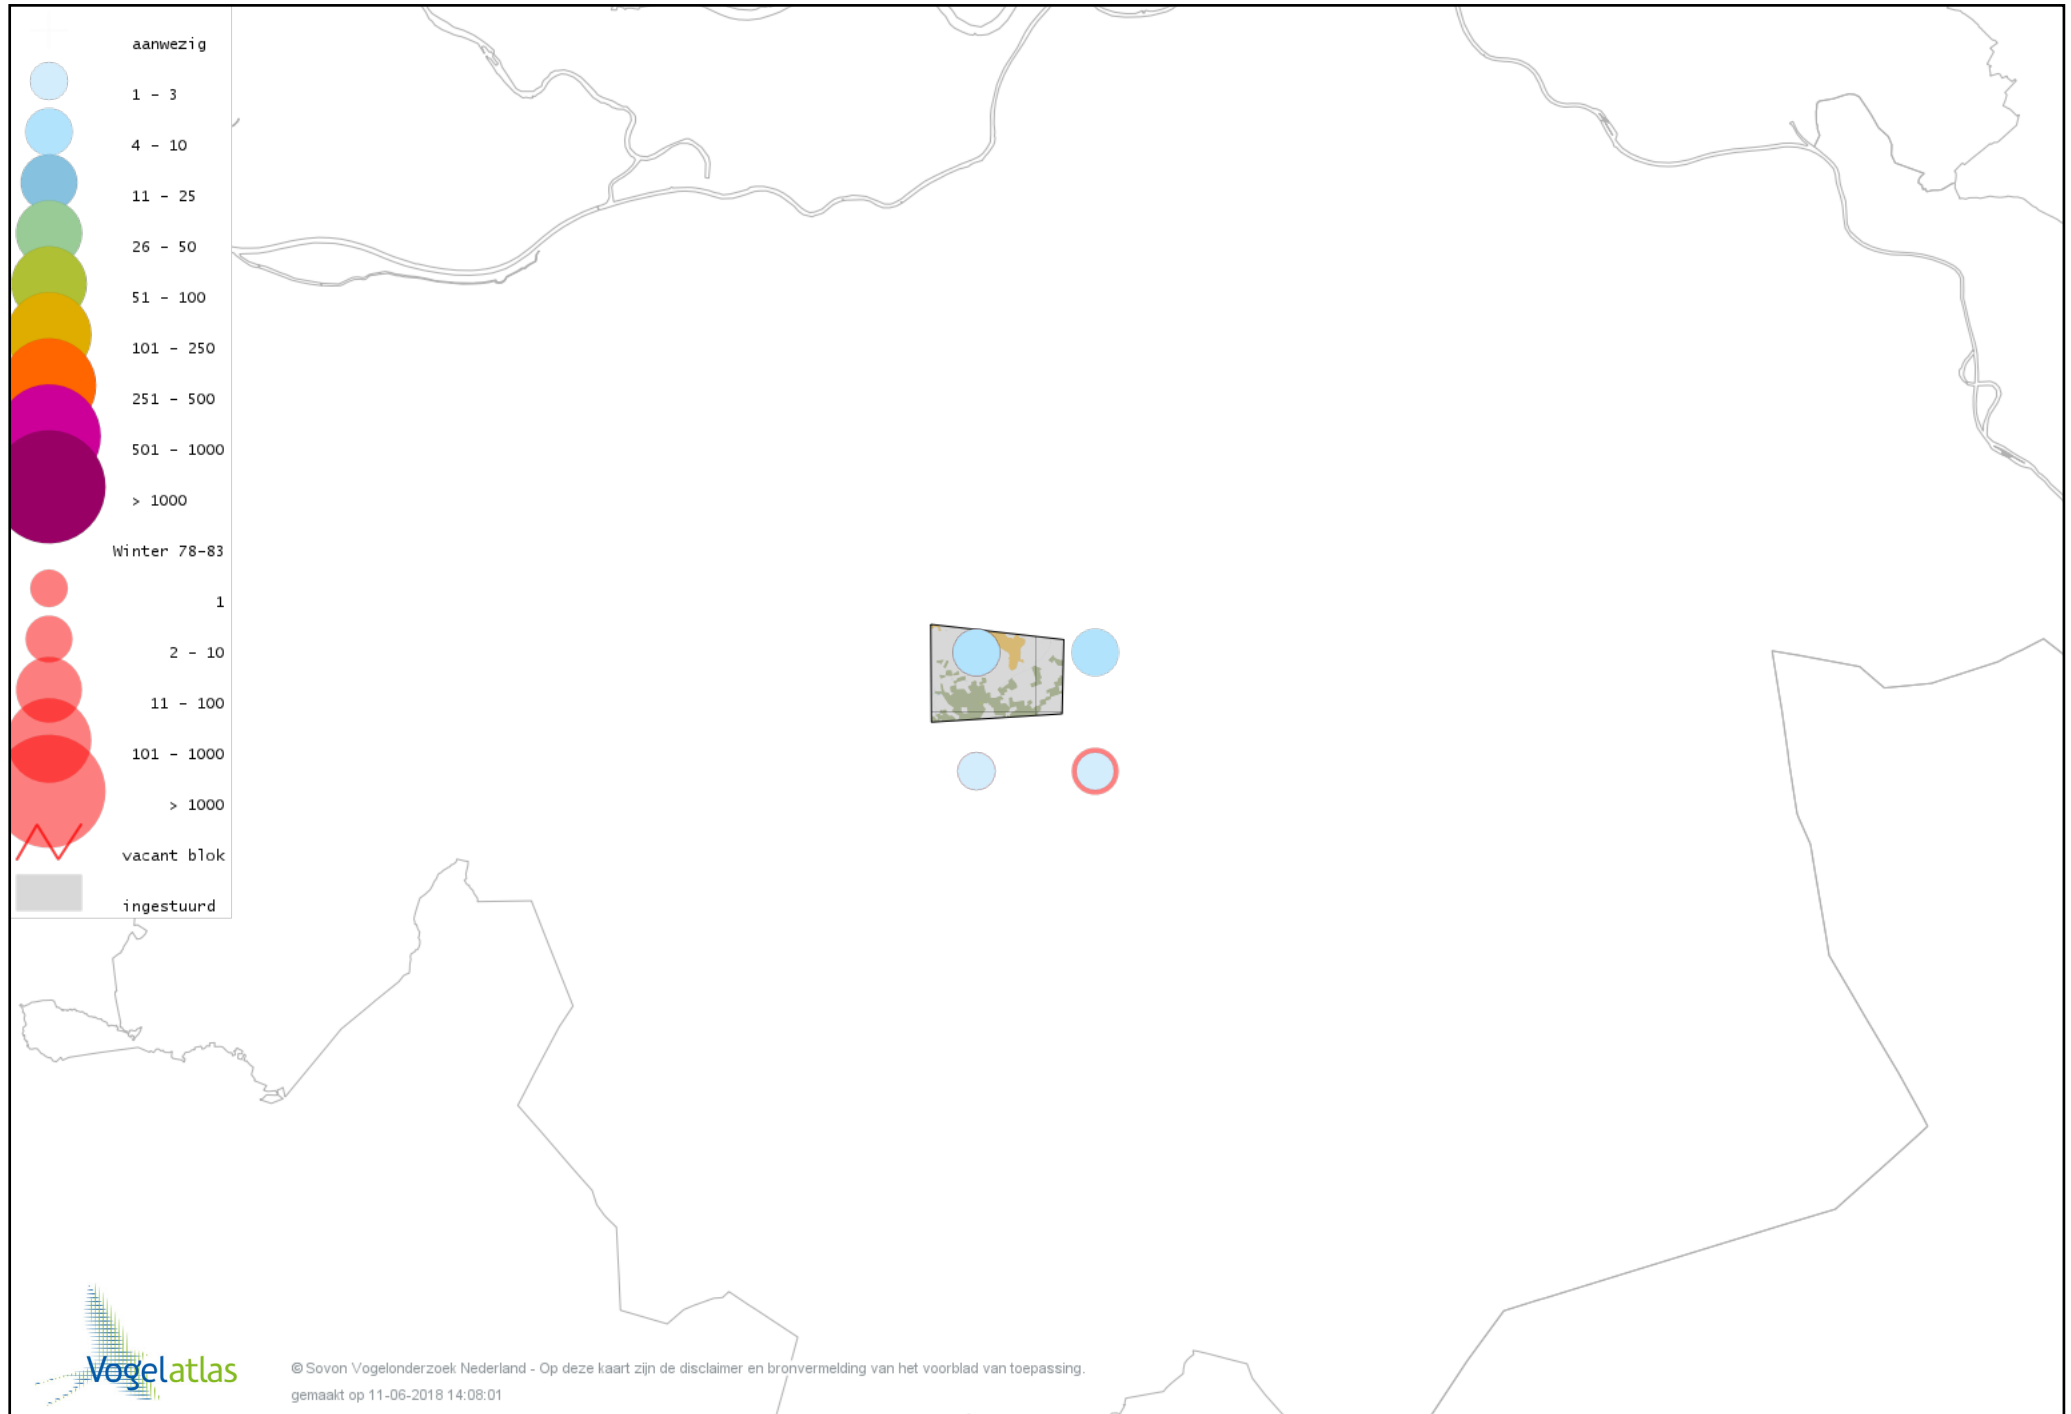 aanwezig
1 - 3
4 - 10
11 - 25
26 - 50
51 - 100
101 - 250
251 - 500
501 - 1000
> 1000
Winter 78-83
1
2 - 10
11 - 100
101 - 1000
> 1000
vacant blok
ingestuurd
Vogelatlas
© Sovon Vogelonderzoek Nederland - Op deze kaart zijn de disclaimer en bronvermelding van het voorblad van toepassing.
gemaakt op 11-06-2018 14:08:01